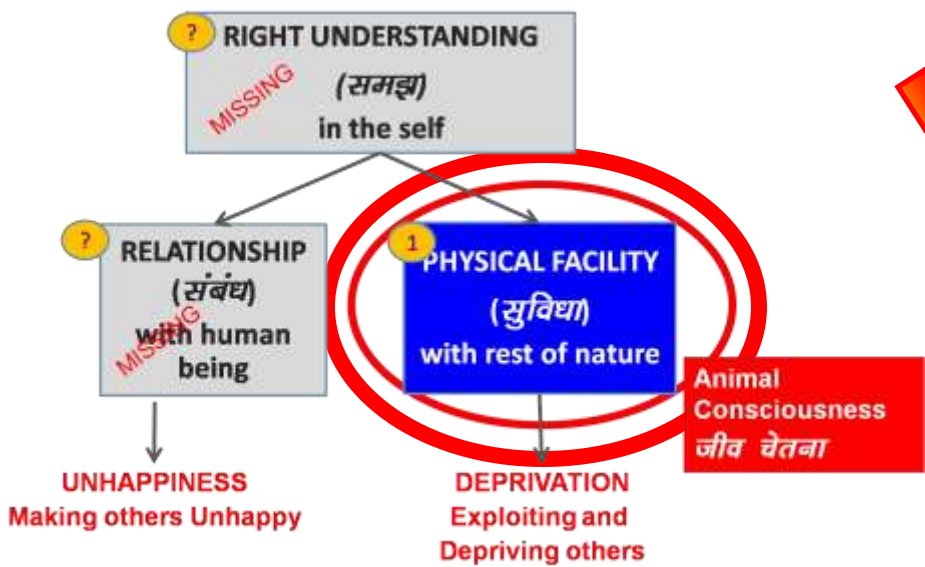 ?
RIGHT UNDERSTANDING
MISSING
(समझ)
in the self
?
RELATIONSHIP
(संबंध)
MISSING
with human
being
1
PHYSICAL FACILITY
(सुविधा)
with rest of nature
Animal
Consciousness
जीव चेतना
UNHAPPINESS
Making others Unhappy
DEPRIVATION
Exploiting and
Depriving others